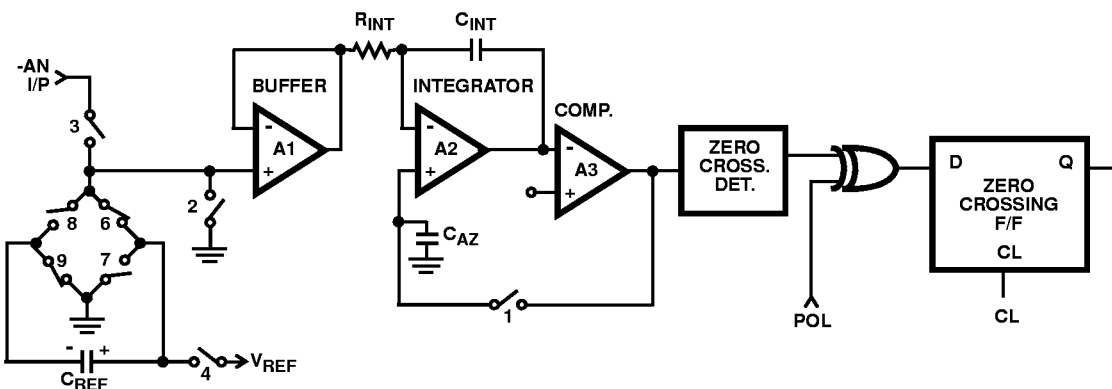 R_INT
C_INT
-AN
I/P
BUFFER
INTEGRATOR
COMP.
3
-
A1
+
-
A2
+
-
A3
+
ZERO
CROSS.
DET.
D
Q
ZERO
CROSSING
F/F
CL
2
8
6
9
7
C_AZ
1
POL
CL
-
+
C_REF
4
V_REF